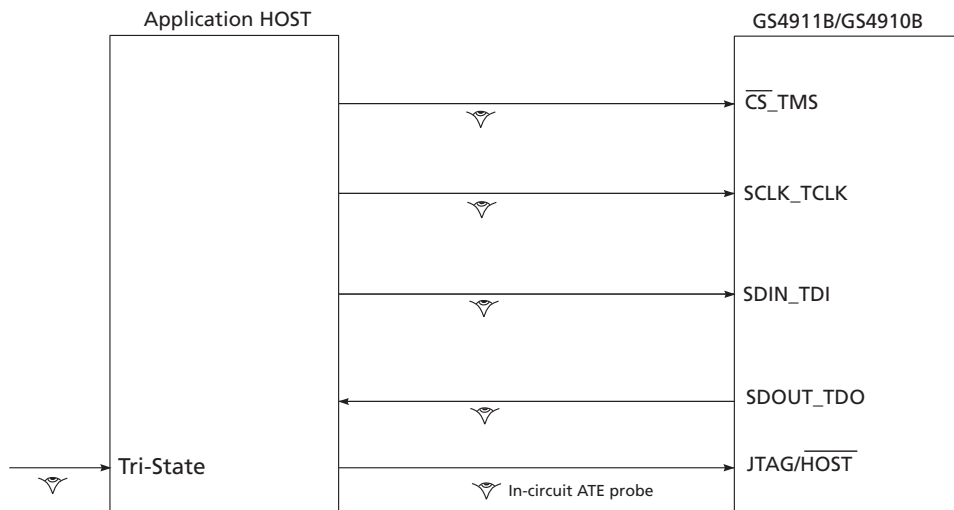 Application HOST
GS4911B/GS4910B
CS_TMS
SCLK_TCLK
SDIN_TDI
SDOUT_TDO
Tri-State
JTAG/HOST
In-circuit ATE probe